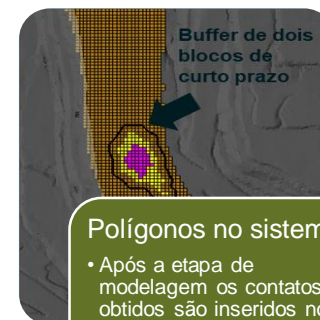 Buffer de dois
blocos de
curto prazo
Polígonos no sistem
• Após a etapa de
modelagem os contatos
obtidos são inseridos no